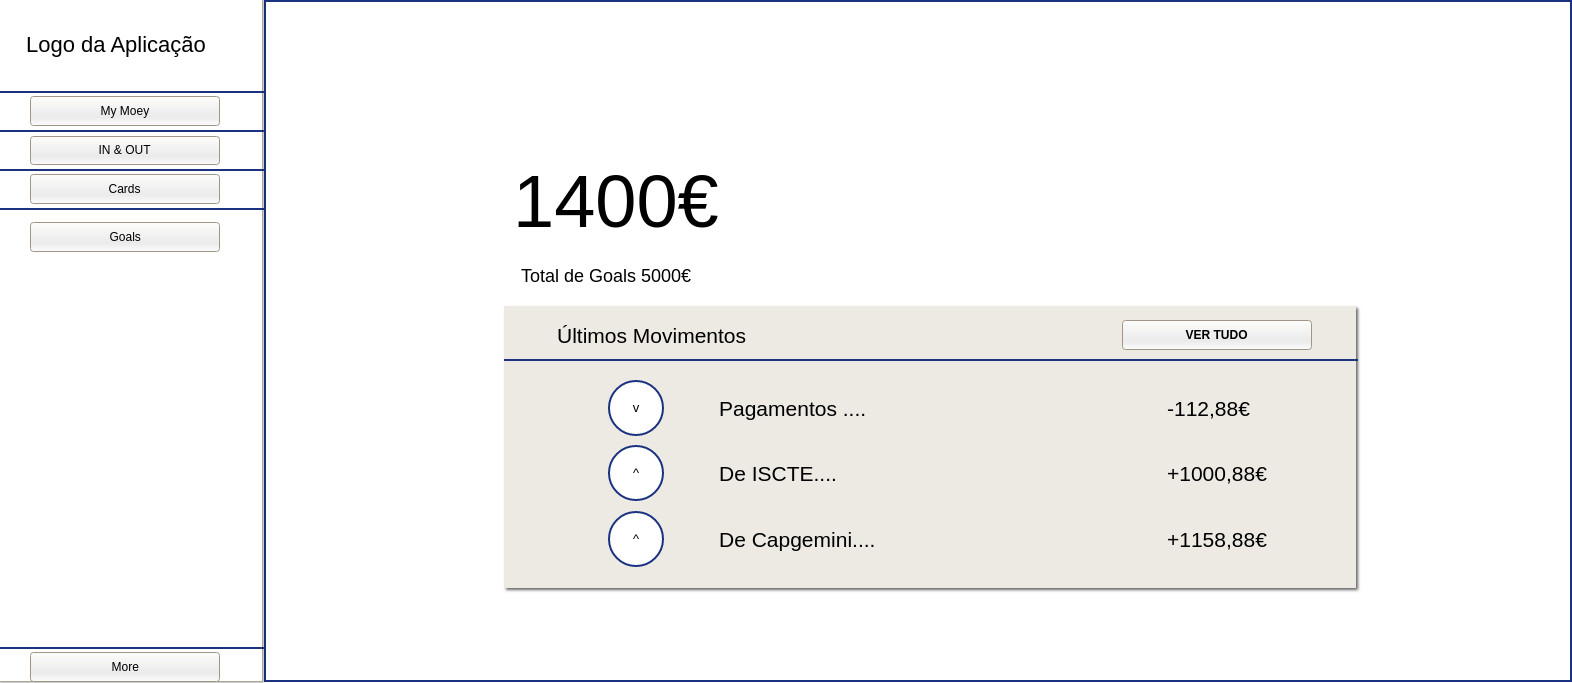 Logo da Aplicação
My Moey
IN & OUT
Cards
Goals
More
1400€
Total de Goals 5000€
Últimos Movimentos VER TUDO
v Pagamentos .... -112,88€
^ De ISCTE.... +1000,88€
^ De Capgemini.... +1158,88€